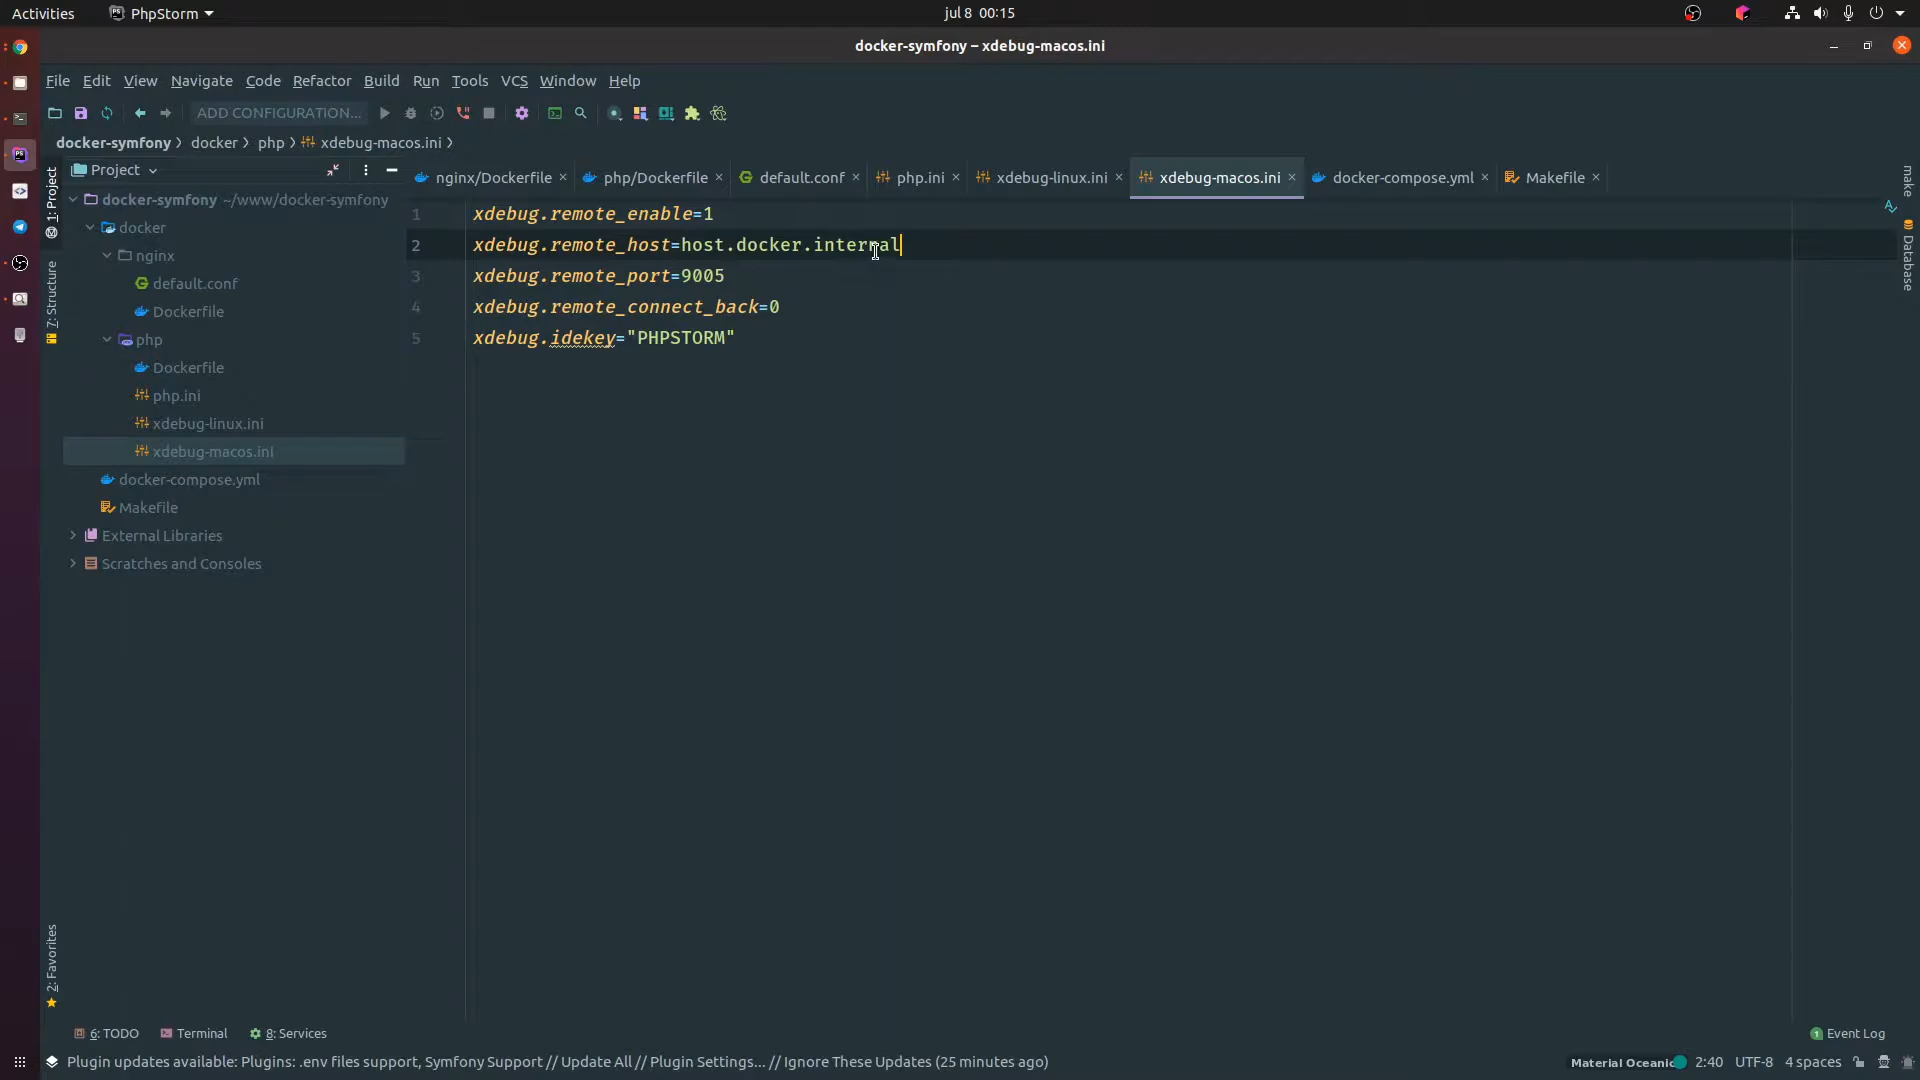 Activities PhpStorm jul 8 00:15
docker-symfony – xdebug-macos.ini
File Edit View Navigate Code Refactor Build Run Tools VCS Window Help
ADD CONFIGURATION...
docker-symfony docker php xdebug-macos.ini
Project
nginx/Dockerfile php/Dockerfile default.conf php.ini xdebug-linux.ini xdebug-macos.ini docker-compose.yml Makefile
docker-symfony ~/www/docker-symfony
docker
nginx
default.conf
Dockerfile
php
Dockerfile
php.ini
xdebug-linux.ini
xdebug-macos.ini
docker-compose.yml
Makefile
External Libraries
Scratches and Consoles
1 xdebug.remote_enable=1
2 xdebug.remote_host=host.docker.internal
3 xdebug.remote_port=9005
4 xdebug.remote_connect_back=0
5 xdebug.idekey="PHPSTORM"
1: Project
7: Structure
2: Favorites
make
Database
6: TODO Terminal 8: Services 1 Event Log
Plugin updates available: Plugins: .env files support, Symfony Support // Update All // Plugin Settings... // Ignore These Updates (25 minutes ago) Material Oceanic 2:40 UTF-8 4 spaces